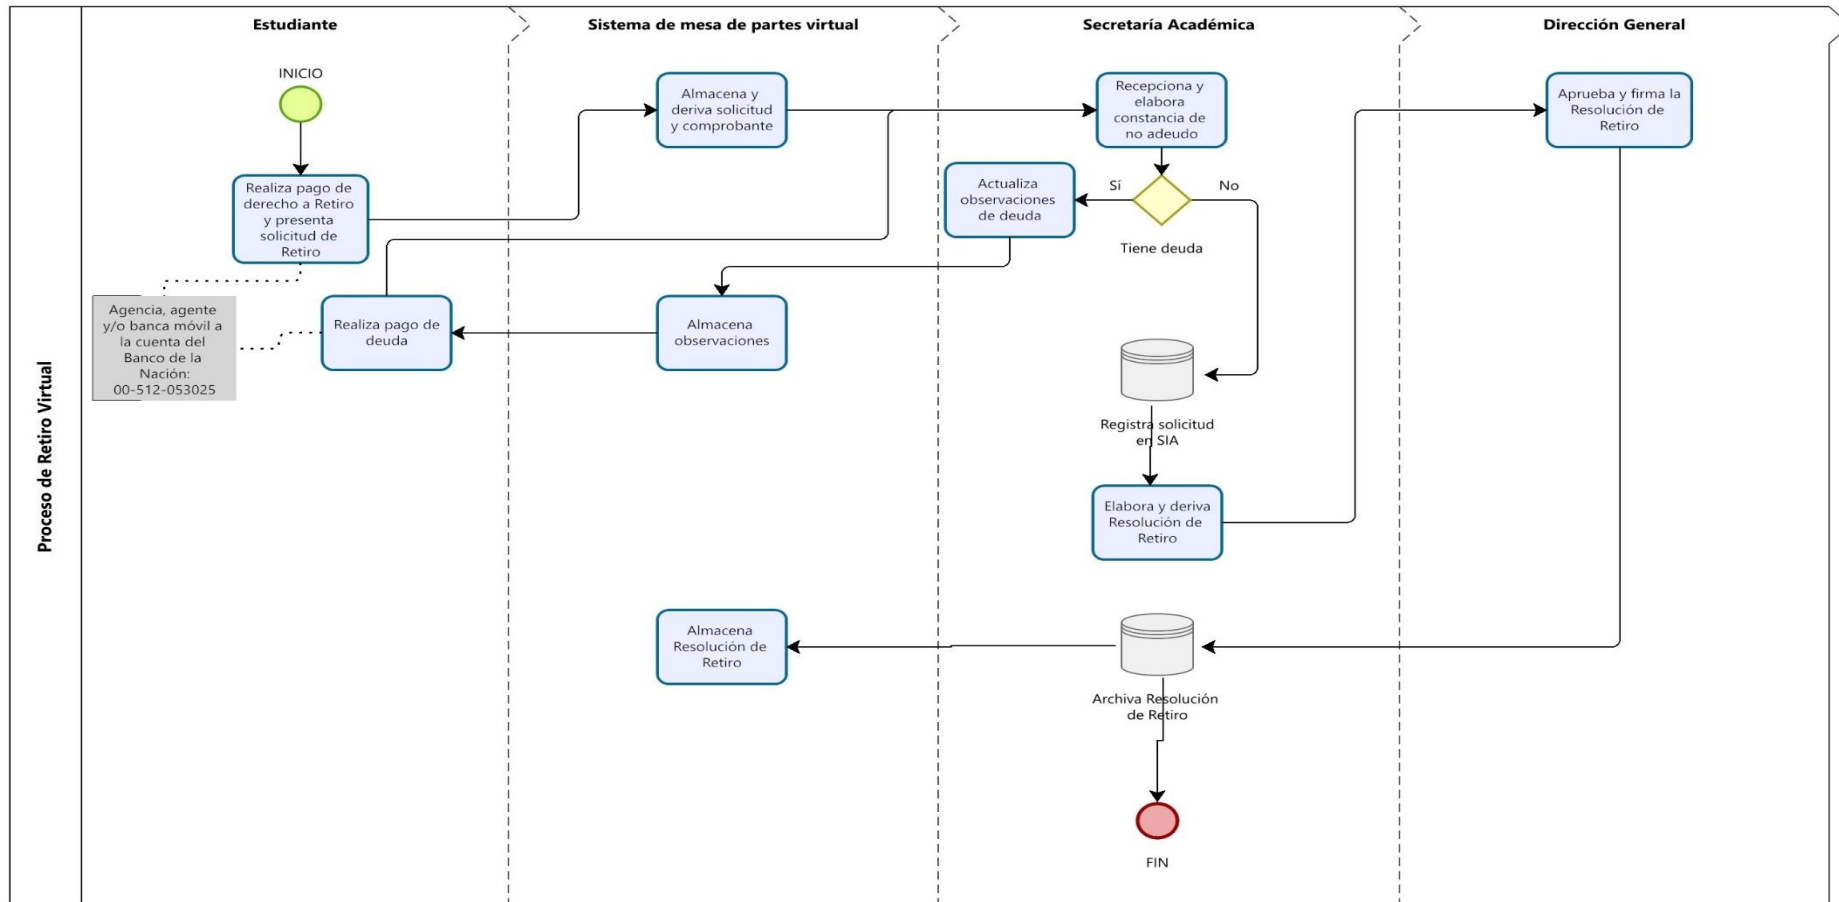 Estudiante
Sistema de mesa de partes virtual
Secretaría Académica
Dirección General
Proceso de Retiro Virtual
INICIO
Realiza pago de
derecho a Retiro
y presenta
solicitud de
Retiro
Almacena y
deriva solicitud
y comprobante
Recepciona y
elabora
constancia de
no adeudo
Aprueba y firma la
Resolución de
Retiro
Actualiza
observaciones
de deuda
Sí
No
Tiene deuda
Agencia, agente
y/o banca móvil a
la cuenta del
Banco de la
Nación:
00-512-053025
Realiza pago de
deuda
Almacena
observaciones
Registra solicitud
en SIA
Elabora y deriva
Resolución de
Retiro
Almacena
Resolución de
Retiro
Archiva Resolución
de Retiro
FIN